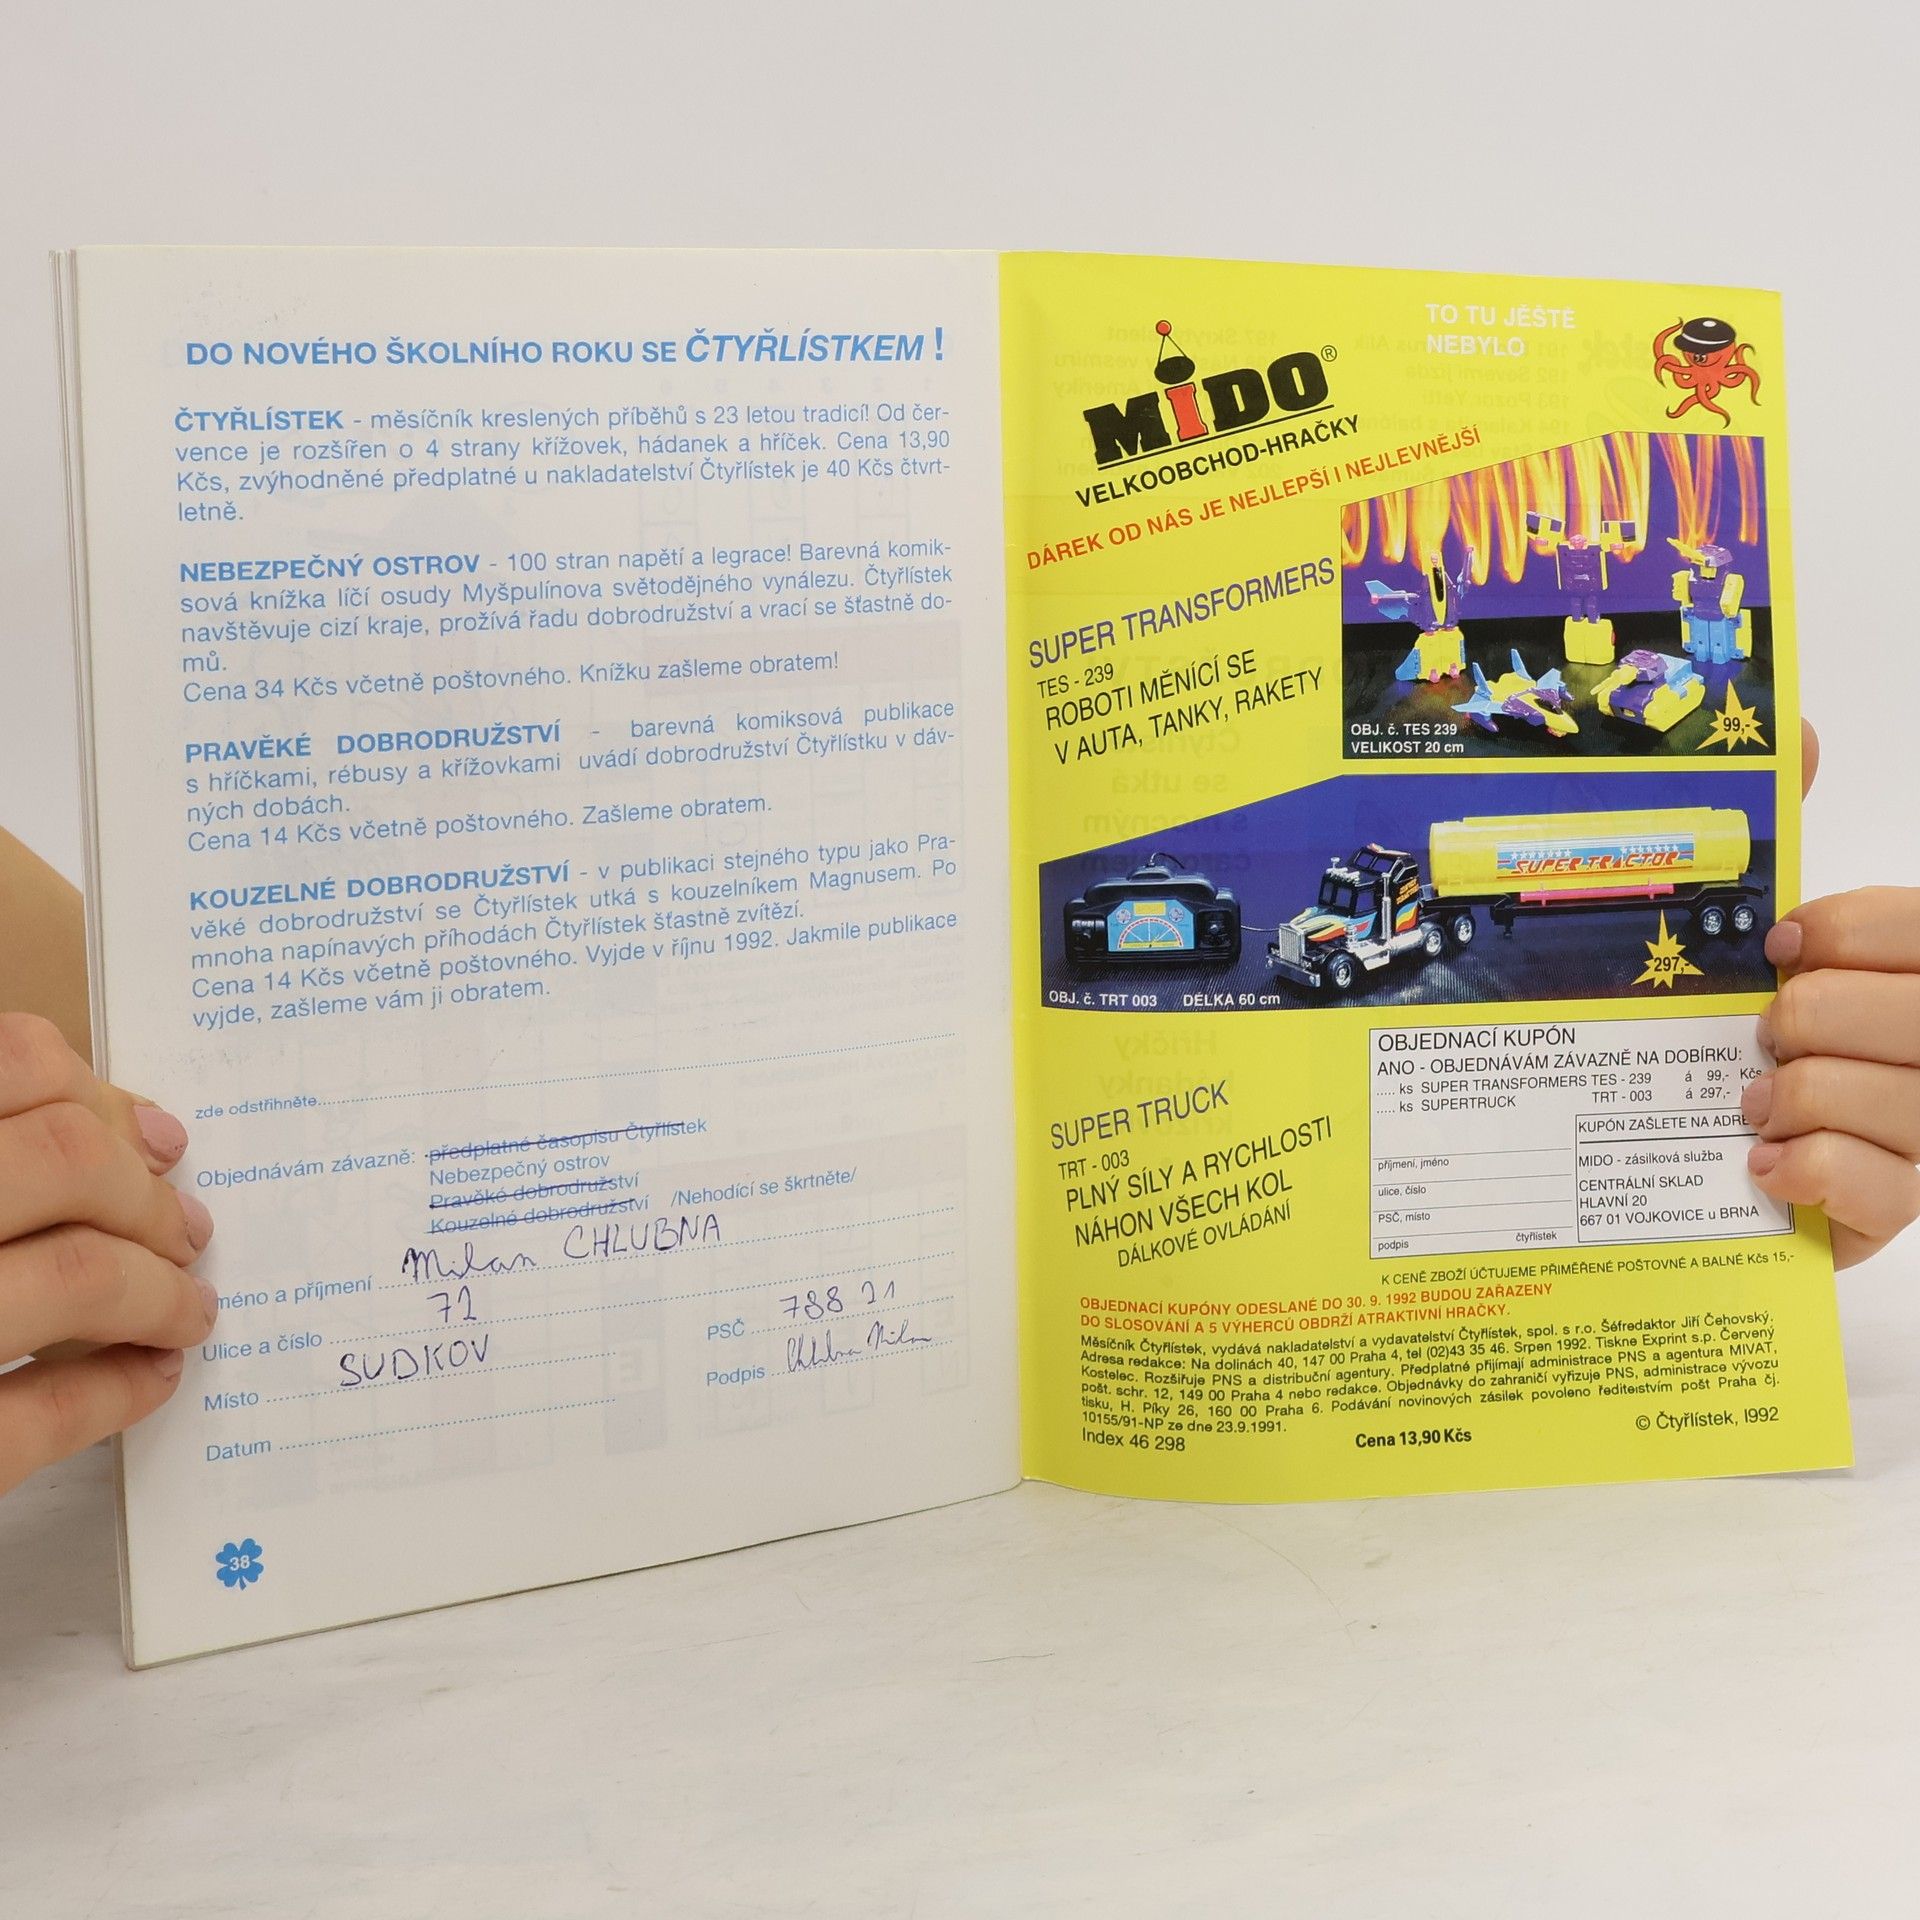 DO NOVÉHO ŠKOLNÍHO ROKU SE ČTYŘLÍSTKEM !
ČTYŘLÍSTEK - měsíčník kreslených příběhů s 23 letou tradicí! Od čer-
vence je rozšířen o 4 strany křížovek, hádanek a hříček. Cena 13,90
Kčs, zvýhodněné předplatné u nakladatelství Čtyřlístek je 40 Kčs čtvrt-
letně.
NEBEZPEČNÝ OSTROV - 100 stran napětí a legrace! Barevná komik-
sová knížka líčí osudy Myšpulínova světodějného vynálezu. Čtyřlístek
navštěvuje cizí kraje, prožívá řadu dobrodružství a vrací se šťastně do-
mů.
Cena 34 Kčs včetně poštovného. Knížku zašleme obratem!
PRAVĚKÉ DOBRODRUŽSTVÍ - barevná komiksová publikace
s hříčkami, rébusy a křížovkami uvádí dobrodružství Čtyřlístku v dáv-
ných dobách.
Cena 14 Kčs včetně poštovného. Zašleme obratem.
KOUZELNÉ DOBRODRUŽSTVÍ - v publikaci stejného typu jako Pra-
věké dobrodružství se Čtyřlístek utká s kouzelníkem Magnusem. Po
mnoha napínavých příhodách Čtyřlístek šťastně zvítězí.
Cena 14 Kčs včetně poštovného. Vyjde v říjnu 1992. Jakmile publikace
vyjde, zašleme vám ji obratem.
zde odstřihněte
Objednávám závazně: předplatné časopisu Čtyřlístek
Nebezpečný ostrov
Pravěké dobrodružství
Kouzelné dobrodružství /Nehodící se škrtněte/
méno a příjmení Milan CHLUBNA
Ulice a číslo 72
PSČ 788 21
Místo SUDKOV
Podpis Chlubna Milan
Datum
38
TO TU JĚŠTĚ
NEBYLO
MiDO®
VELKOOBCHOD-HRAČKY
DÁREK OD NÁS JE NEJLEPŠÍ I NEJLEVNĚJŠÍ
SUPER TRANSFORMERS
TES - 239
ROBOTI MĚNÍCÍ SE
V AUTA, TANKY, RAKETY
OBJ. č. TES 239
VELIKOST 20 cm
99,-
SUPER TRACTOR
297,-
OBJ. č. TRT 003 DÉLKA 60 cm
SUPER TRUCK
TRT - 003
PLNÝ SÍLY A RYCHLOSTI
NÁHON VŠECH KOL
DÁLKOVÉ OVLÁDÁNÍ
OBJEDNACÍ KUPÓN
ANO - OBJEDNÁVÁM ZÁVAZNĚ NA DOBÍRKU:
..... ks SUPER TRANSFORMERS TES - 239 á 99,- Kčs
..... ks SUPERTRUCK TRT - 003 á 297,-
KUPÓN ZAŠLETE NA ADRE
příjmení, jméno
ulice, číslo
PSČ, místo
podpis čtyřlístek
MIDO - zásilková služba
CENTRÁLNÍ SKLAD
HLAVNÍ 20
667 01 VOJKOVICE u BRNA
K CENĚ ZBOŽÍ ÚČTUJEME PŘIMĚŘENÉ POŠTOVNÉ A BALNÉ Kčs 15,-
OBJEDNACÍ KUPÓNY ODESLANÉ DO 30. 9. 1992 BUDOU ZAŘAZENY
DO SLOSOVÁNÍ A 5 VÝHERCŮ OBDRŽÍ ATRAKTIVNÍ HRAČKY.
Měsíčník Čtyřlístek, vydává nakladatelství a vydavatelství Čtyřlístek, spol. s r.o. Šéfredaktor Jiří Čehovský.
Adresa redakce: Na dolinách 40, 147 00 Praha 4, tel (02)43 35 46. Srpen 1992. Tiskne Exprint s.p. Červený
Kostelec. Rozšiřuje PNS a distribuční agentury. Předplatné přijímají administrace PNS a agentura MIVAT,
pošt. schr. 12, 149 00 Praha 4 nebo redakce. Objednávky do zahraničí vyřizuje PNS, administrace vývozu
tisku, H. Píky 26, 160 00 Praha 6. Podávání novinových zásilek povoleno ředitelstvím pošt Praha čj.
10155/91-NP ze dne 23.9.1991.
Index 46 298
Cena 13,90 Kčs
© Čtyřlístek, 1992